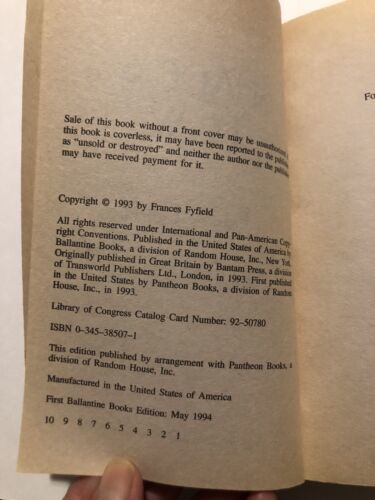 Sale of this book without a front cover may be unauthorized. If
this book is coverless, it may have been reported to the publisher
as "unsold or destroyed" and neither the author nor the publisher
may have received payment for it.
Copyright © 1993 by Frances Fyfield
All rights reserved under International and Pan-American Copy-
right Conventions. Published in the United States of America by
Ballantine Books, a division of Random House, Inc., New York.
Originally published in Great Britain by Bantam Press, a division
of Transworld Publishers Ltd., London, in 1993. First published
in the United States by Pantheon Books, a division of Random
House, Inc., in 1993.
Library of Congress Catalog Card Number: 92-50780
ISBN 0-345-38507-1
This edition published by arrangement with Pantheon Books, a
division of Random House, Inc.
Manufactured in the United States of America
First Ballantine Books Edition: May 1994
10 9 8 7 6 5 4 3 2 1